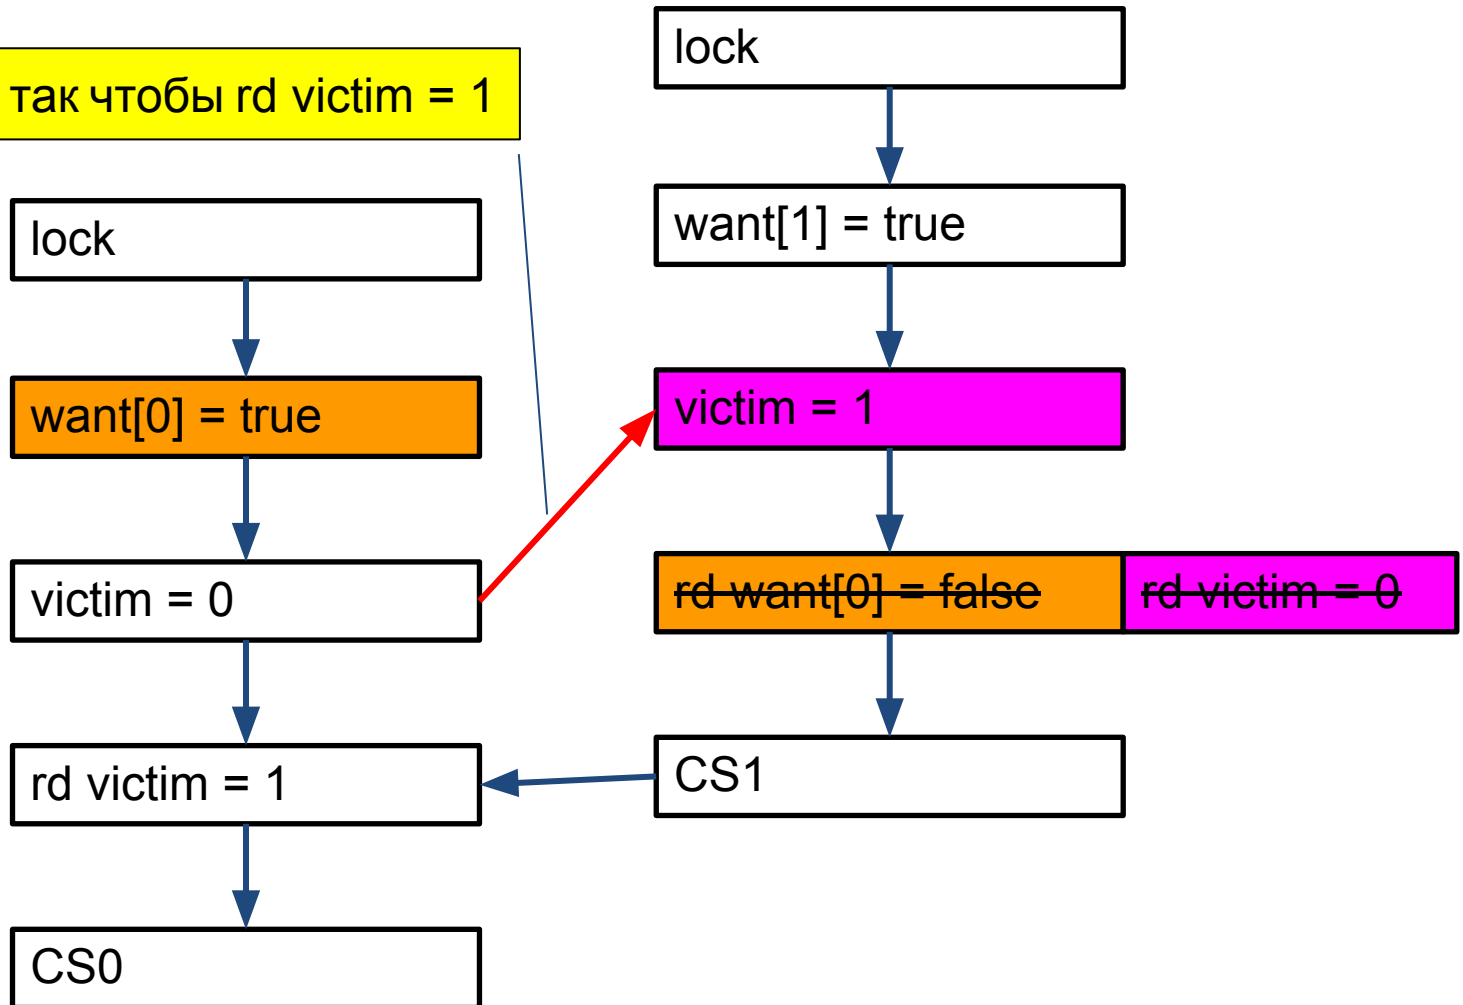 так чтобы rd victim = 1
lock
want[0] = true
victim = 0
rd victim = 1
CS0
lock
want[1] = true
victim = 1
rd want[0] = false
rd victim = 0
CS1